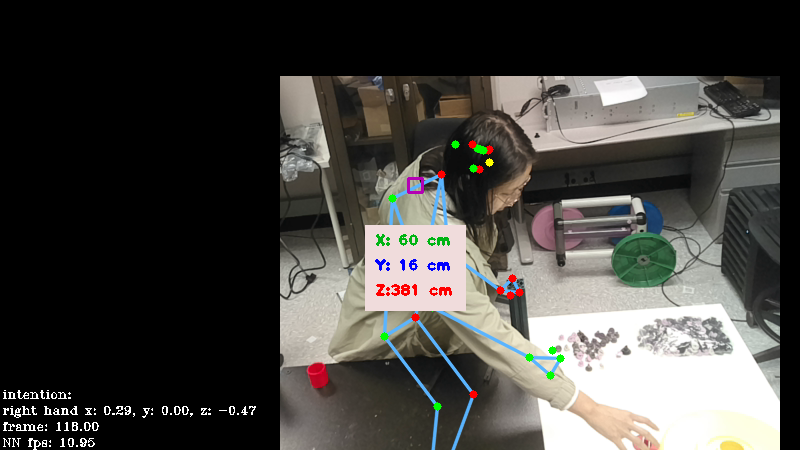 X: 60 cm
Y: 16 cm
Z:381 cm
intention:
right hand x: 0.29, y: 0.00, z: -0.47
frame: 118.00
NN fps: 10.95